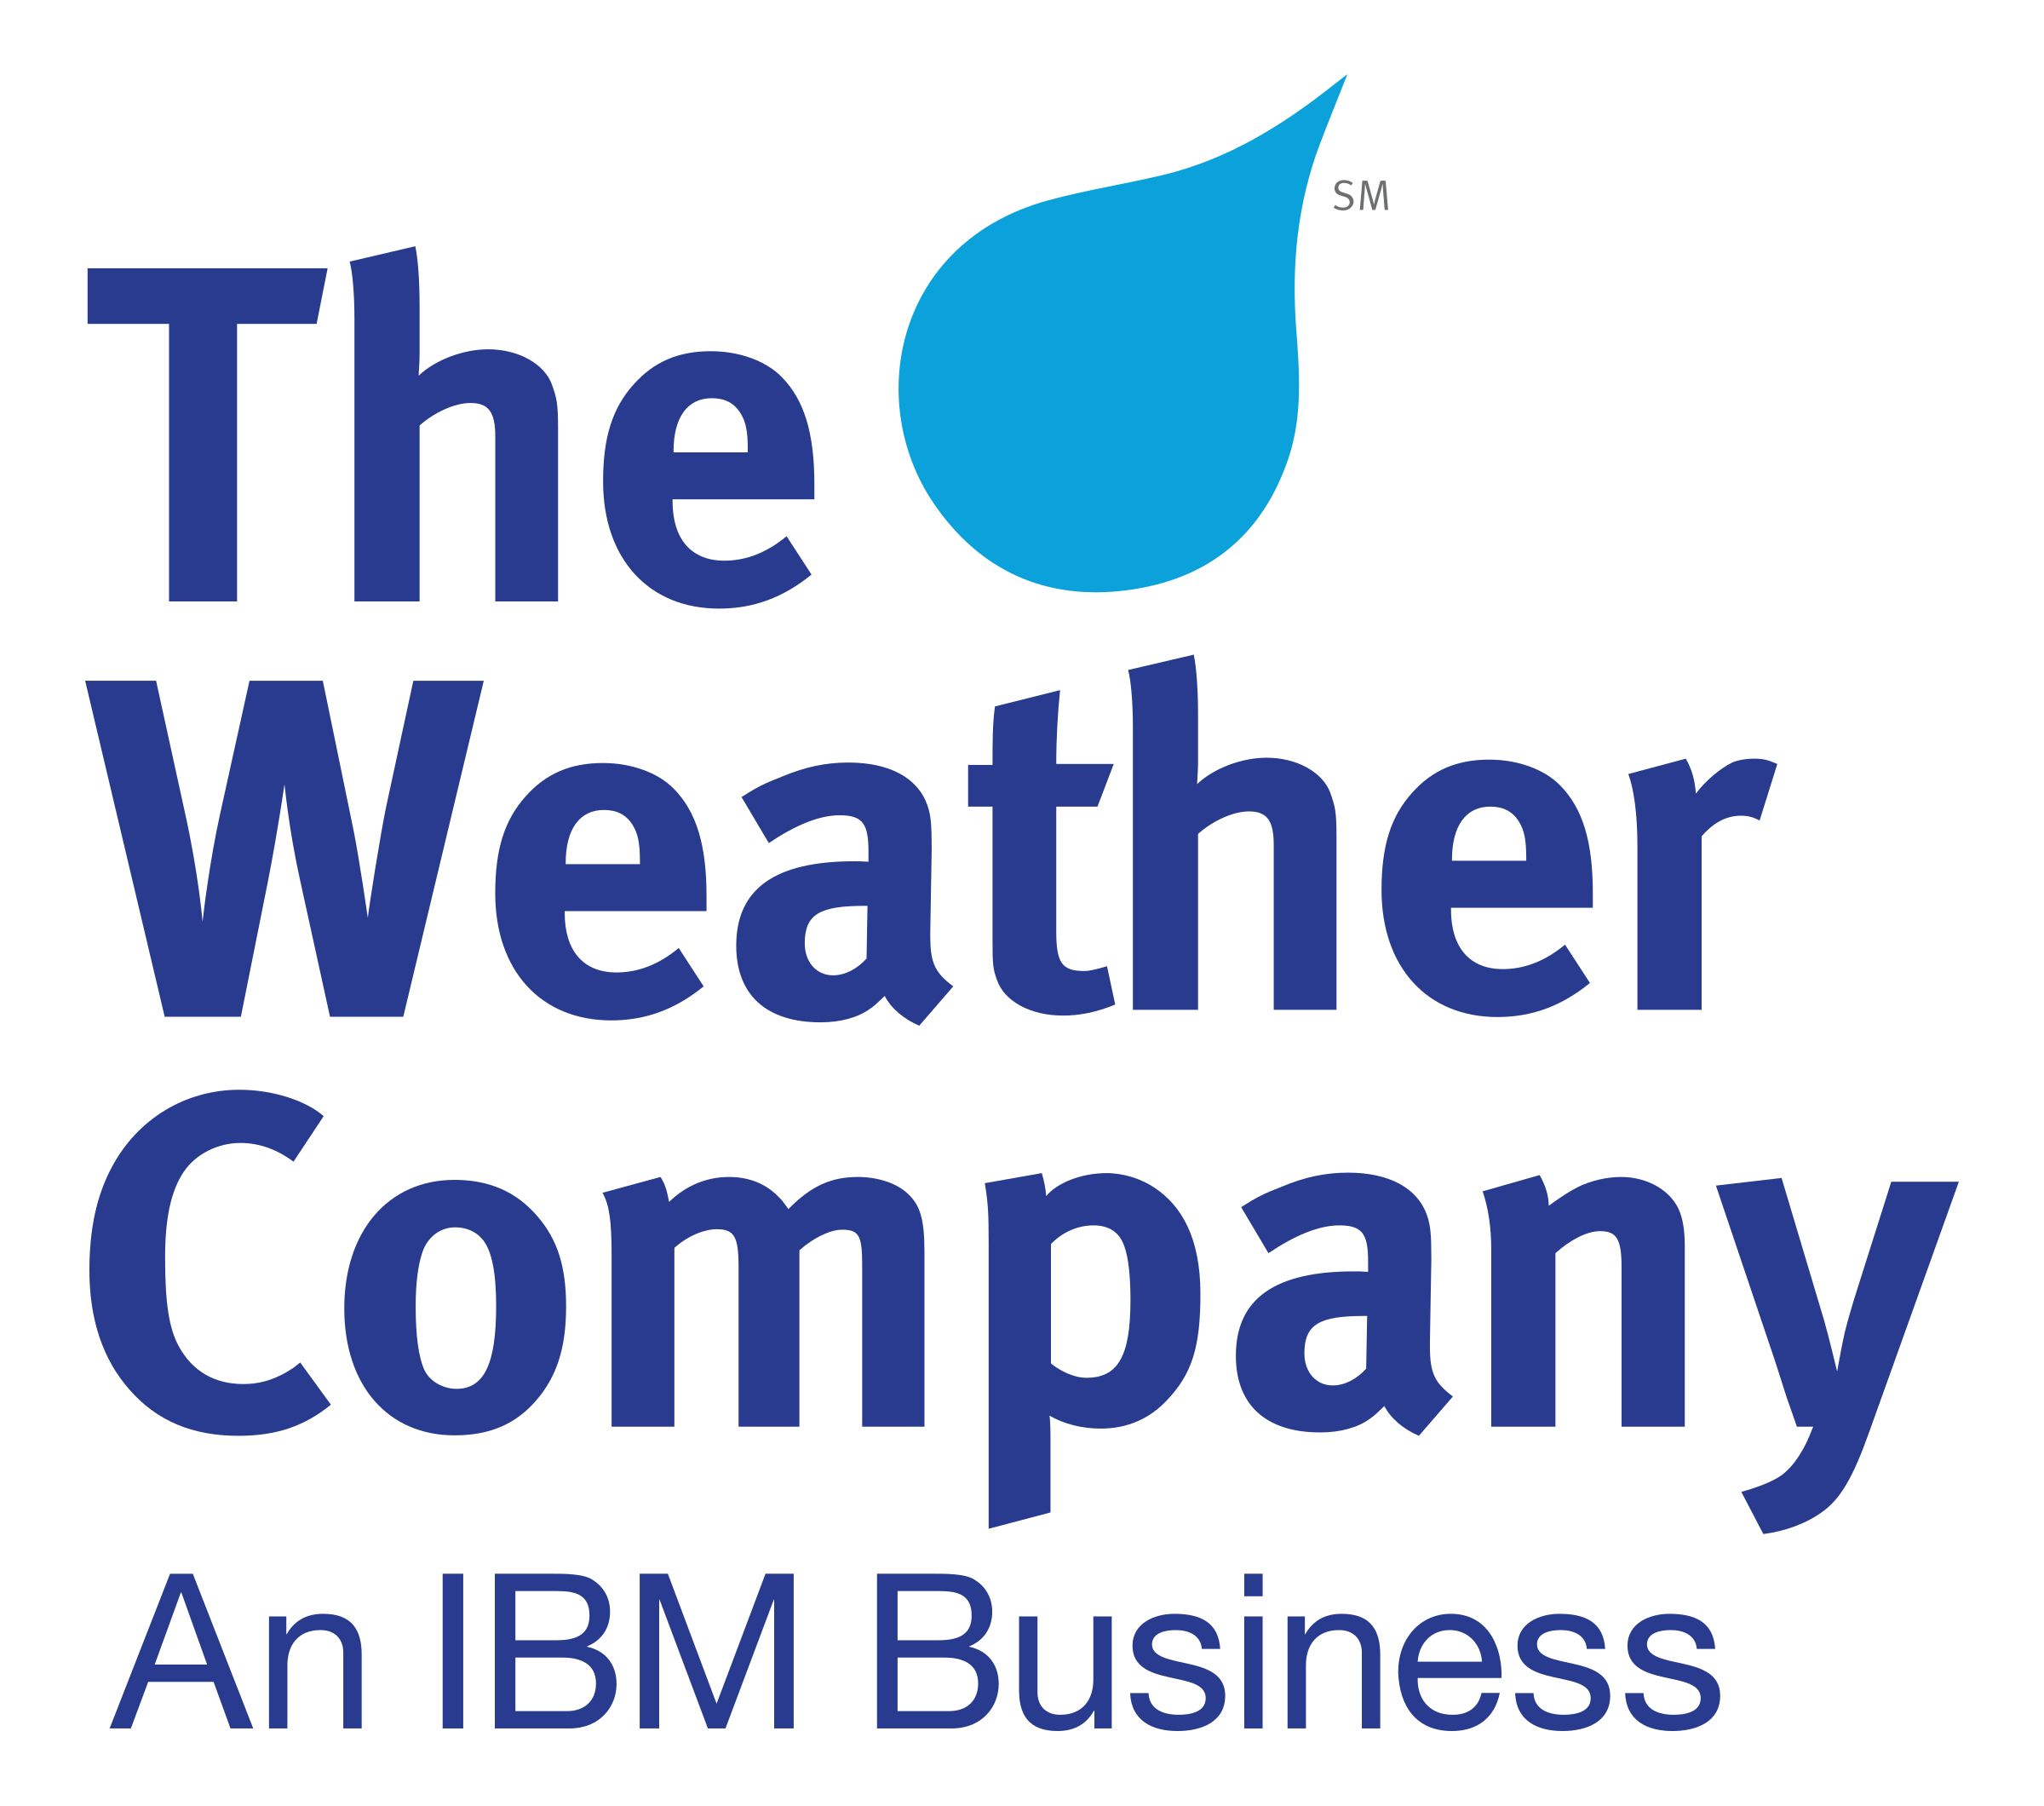 The
SM
Weather
Company
An IBM Business